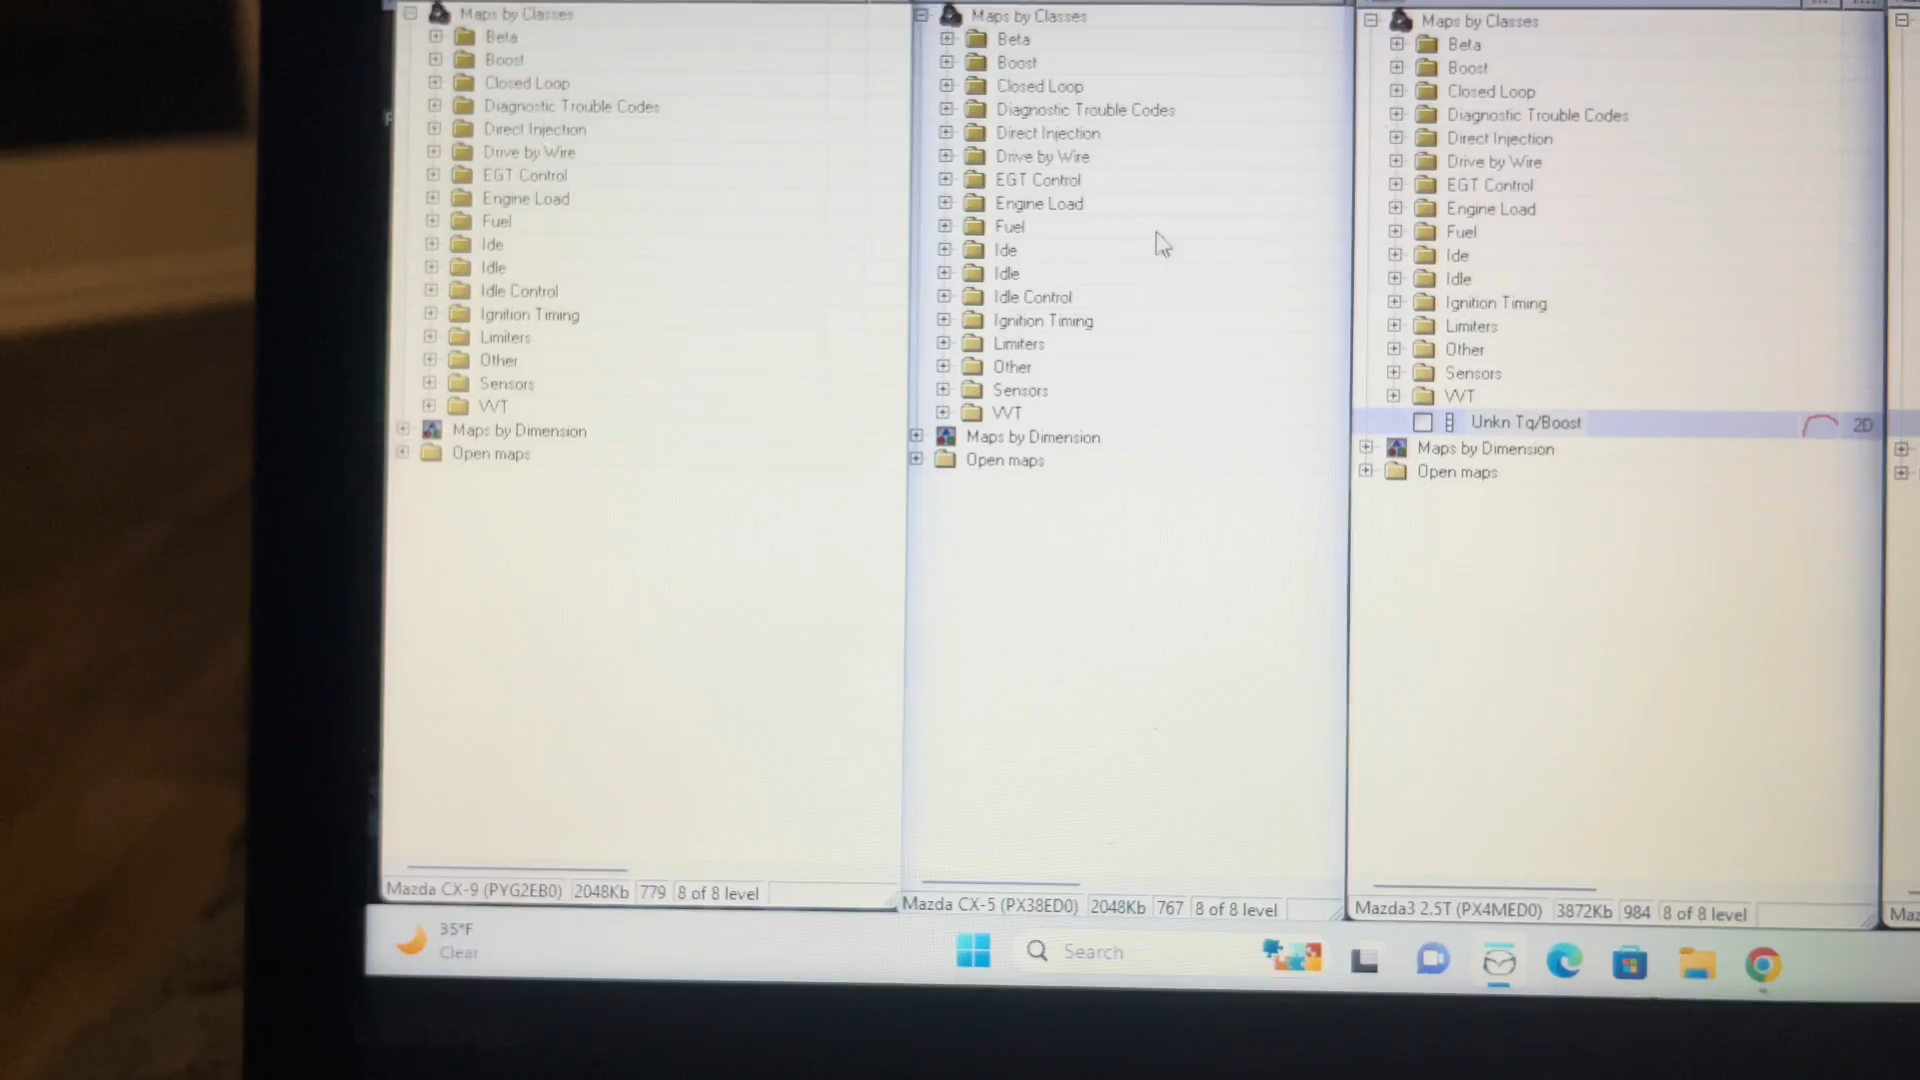 Maps by Classes
Beta
Boost
Closed Loop
Diagnostic Trouble Codes
Direct Injection
Drive by Wire
EGT Control
Engine Load
Fuel
Ide
Idle
Idle Control
Ignition Timing
Limiters
Other
Sensors
VVT
Maps by Dimension
Open maps
Mazda CX-9 (PYG2EB0) 2048Kb 779 8 of 8 level
Maps by Classes
Beta
Boost
Closed Loop
Diagnostic Trouble Codes
Direct Injection
Drive by Wire
EGT Control
Engine Load
Fuel
Ide
Idle
Idle Control
Ignition Timing
Limiters
Other
Sensors
VVT
Maps by Dimension
Open maps
Mazda CX-5 (PX38ED0) 2048Kb 767 8 of 8 level
Maps by Classes
Beta
Boost
Closed Loop
Diagnostic Trouble Codes
Direct Injection
Drive by Wire
EGT Control
Engine Load
Fuel
Ide
Idle
Ignition Timing
Limiters
Other
Sensors
VVT
Unkn Tq/Boost 2D
Maps by Dimension
Open maps
Mazda3 2.5T (PX4MED0) 3872Kb 984 8 of 8 level
Maz
35°F
Clear
Search